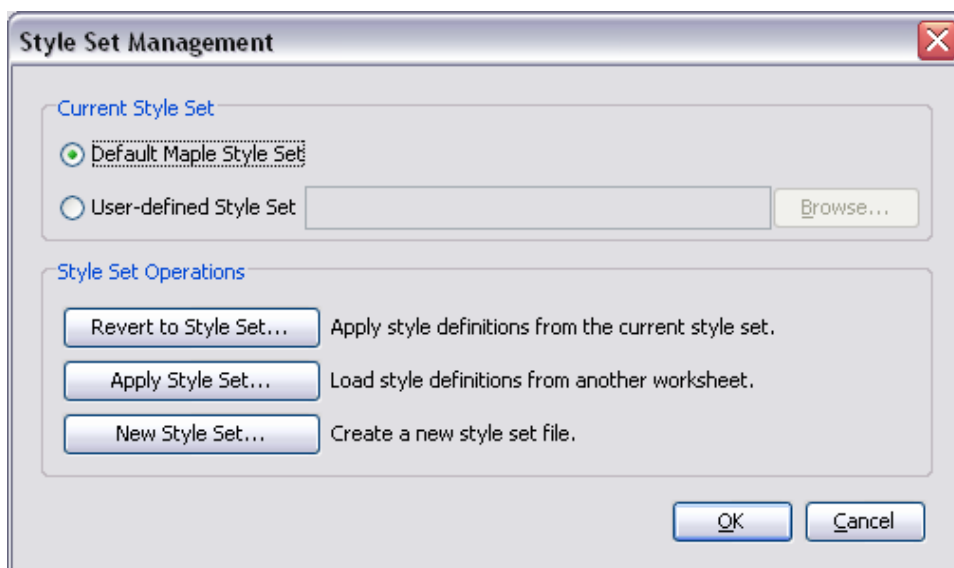 Style Set Management
Current Style Set
Default Maple Style Set
User-defined Style Set Browse...
Style Set Operations
Revert to Style Set... Apply style definitions from the current style set.
Apply Style Set... Load style definitions from another worksheet.
New Style Set... Create a new style set file.
OK Cancel